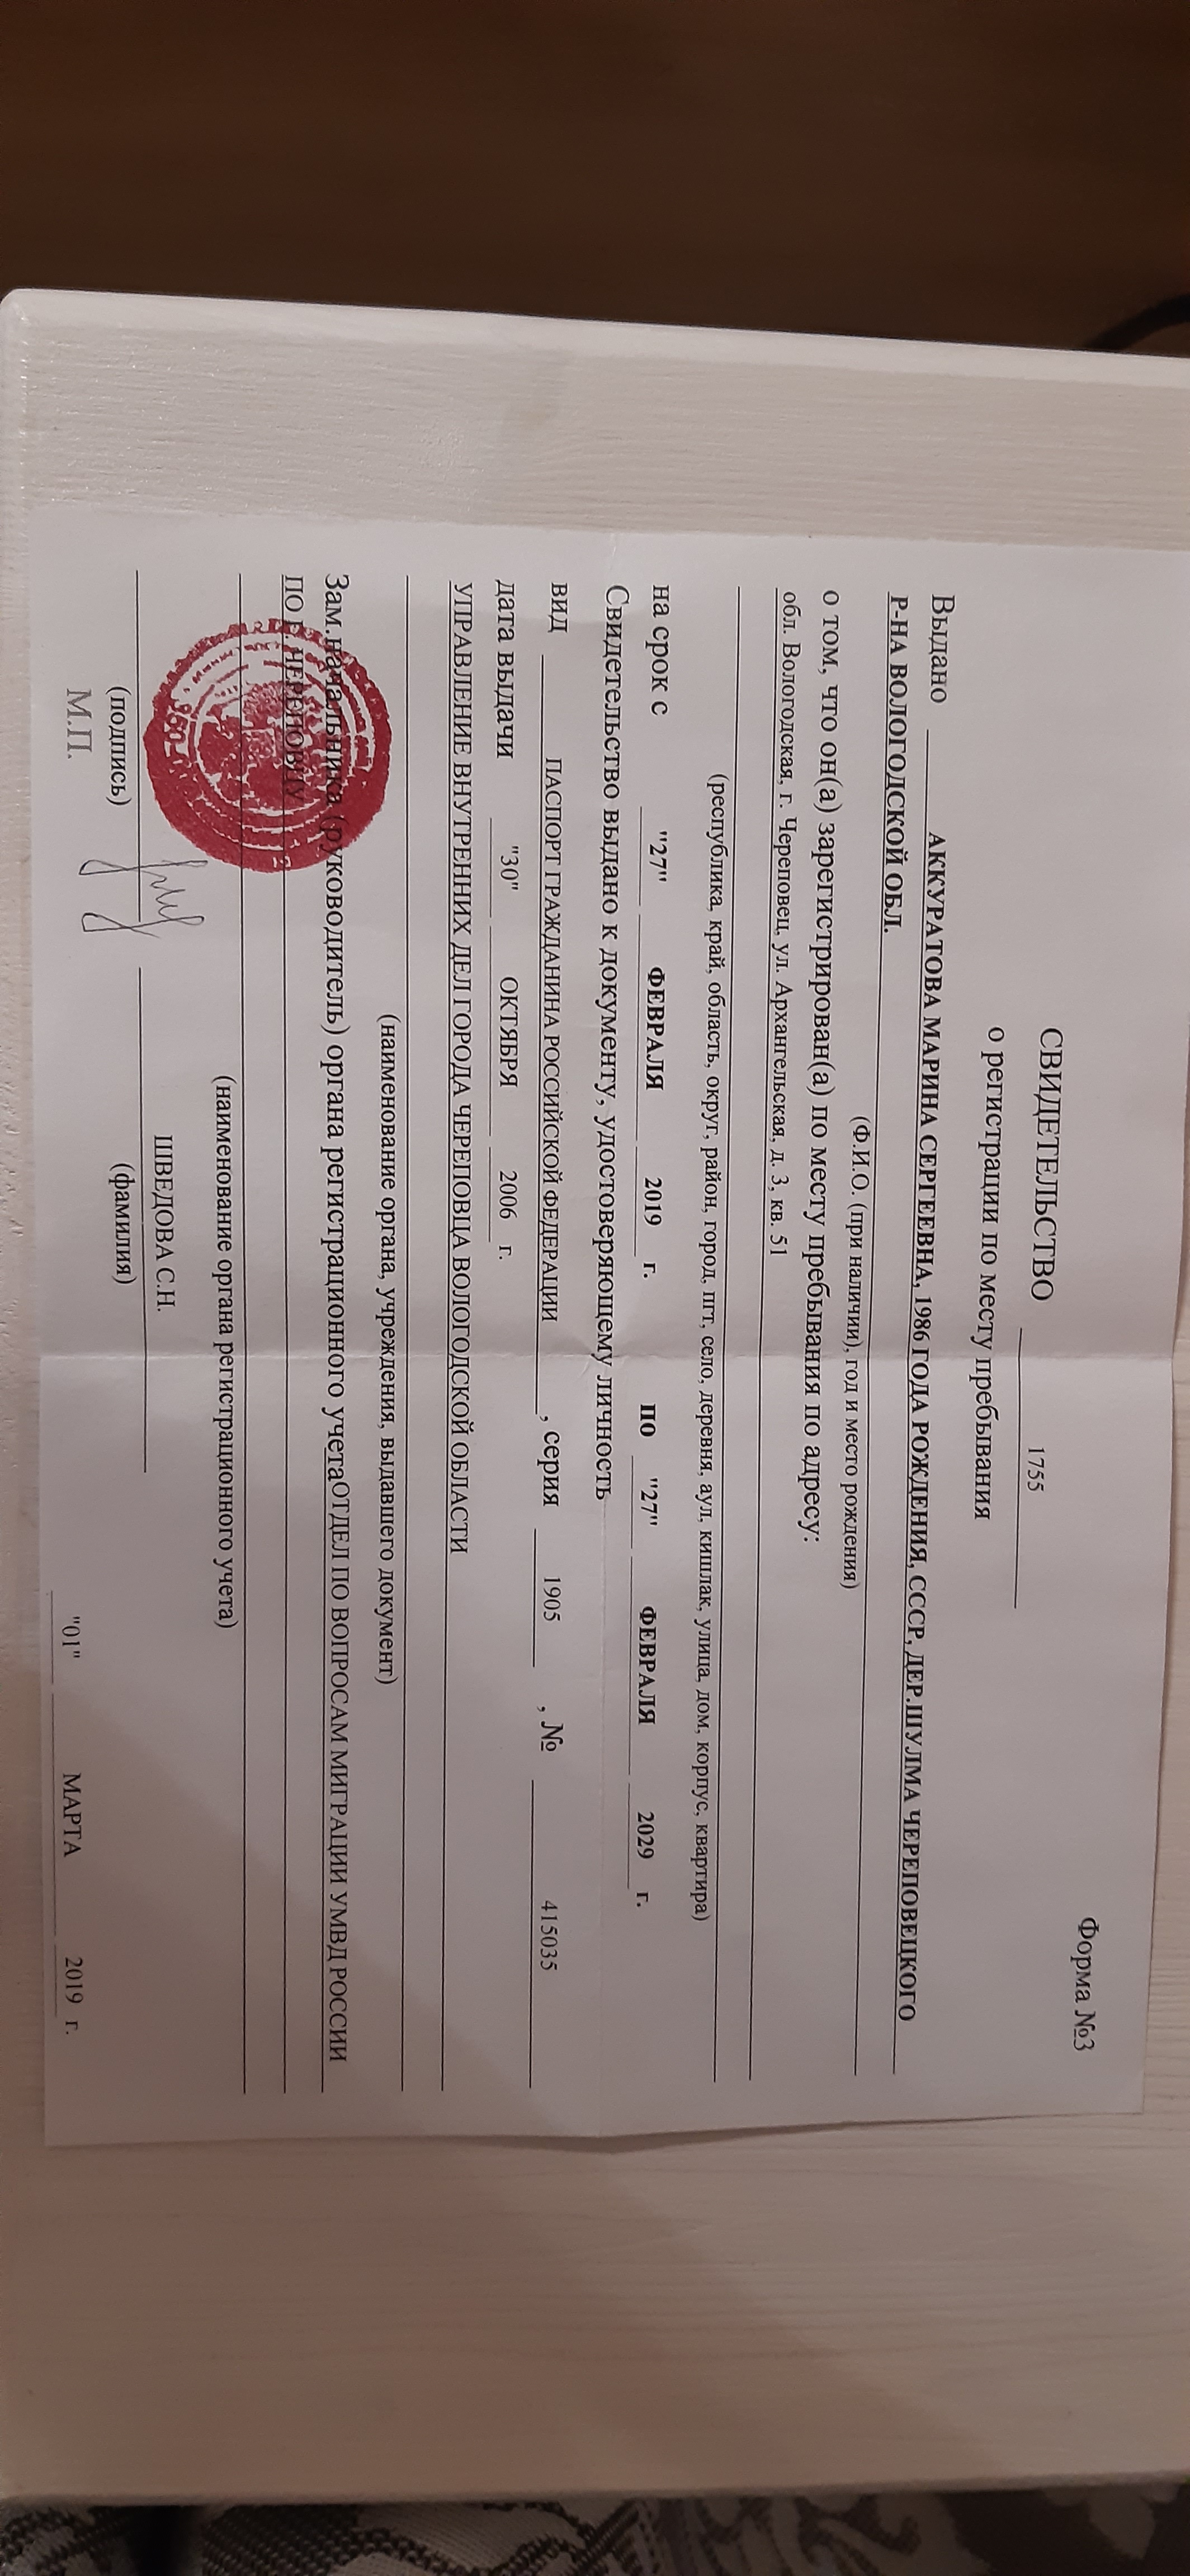 Форма №3
СВИДЕТЕЛЬСТВО 1755
о регистрации по месту пребывания
Выдано АККУРАТОВА МАРИНА СЕРГЕЕВНА, 1986 ГОДА РОЖДЕНИЯ, СССР, ДЕР.ШУЛМА ЧЕРЕПОВЕЦКОГО
Р-НА ВОЛОГОДСКОЙ ОБЛ.
(Ф.И.О. (при наличии), год и место рождения)
о том, что он(а) зарегистрирован(а) по месту пребывания по адресу:
обл. Вологодская, г. Череповец, ул. Архангельская, д. 3, кв. 51
(республика, край, область, округ, район, город, пгт, село, деревня, аул, кишлак, улица, дом, корпус, квартира)
на срок с "27" ФЕВРАЛЯ 2019 г. по "27" ФЕВРАЛЯ 2029 г.
Свидетельство выдано к документу, удостоверяющему личность
вид ПАСПОРТ ГРАЖДАНИНА РОССИЙСКОЙ ФЕДЕРАЦИИ , серия 1905 , № 415035
дата выдачи "30" ОКТЯБРЯ 2006 г.
УПРАВЛЕНИЕ ВНУТРЕННИХ ДЕЛ ГОРОДА ЧЕРЕПОВЦА ВОЛОГОДСКОЙ ОБЛАСТИ
(наименование органа, учреждения, выдавшего документ)
Зам.начальника (руководитель) органа регистрационного учетаОТДЕЛ ПО ВОПРОСАМ МИГРАЦИИ УМВД РОССИИ
ПО Г. ЧЕРЕПОВЦУ
(наименование органа регистрационного учета)
ШВЕДОВА С.Н.
(подпись) (фамилия)
М.П. "01" МАРТА 2019 г.